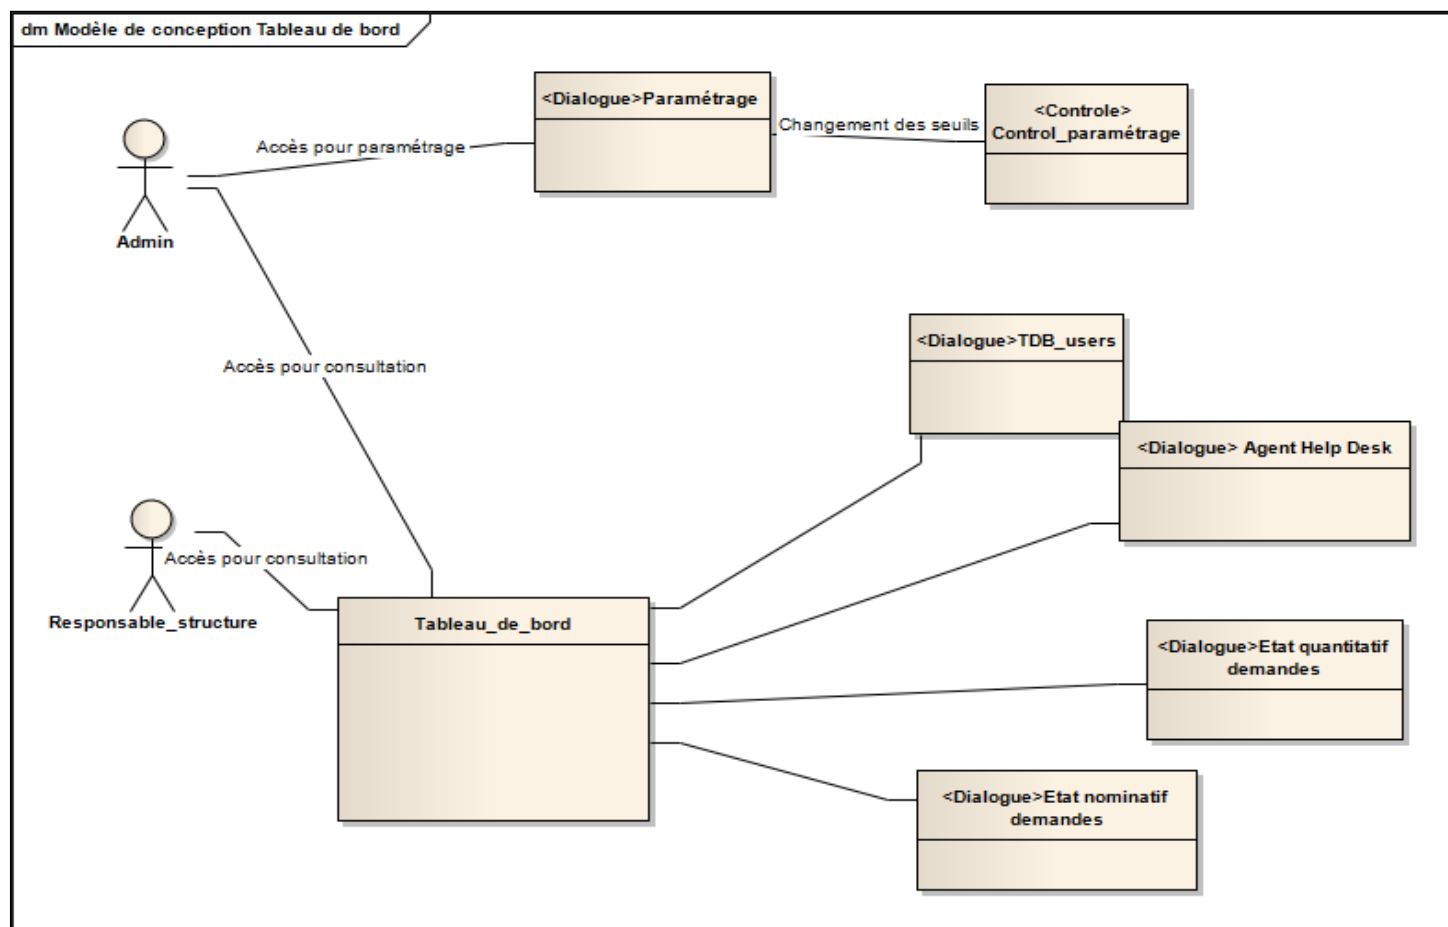 dm Modèle de conception Tableau de bord
<Dialogue>Paramétrage
<Controle>
Control_paramétrage
Changement des seuils
Accès pour paramétrage
Admin
<Dialogue>TDB_users
Accès pour consultation
<Dialogue> Agent Help Desk
Accès pour consultation
Responsable_structure
Tableau_de_bord
<Dialogue>Etat quantitatif
demandes
<Dialogue>Etat nominatif
demandes